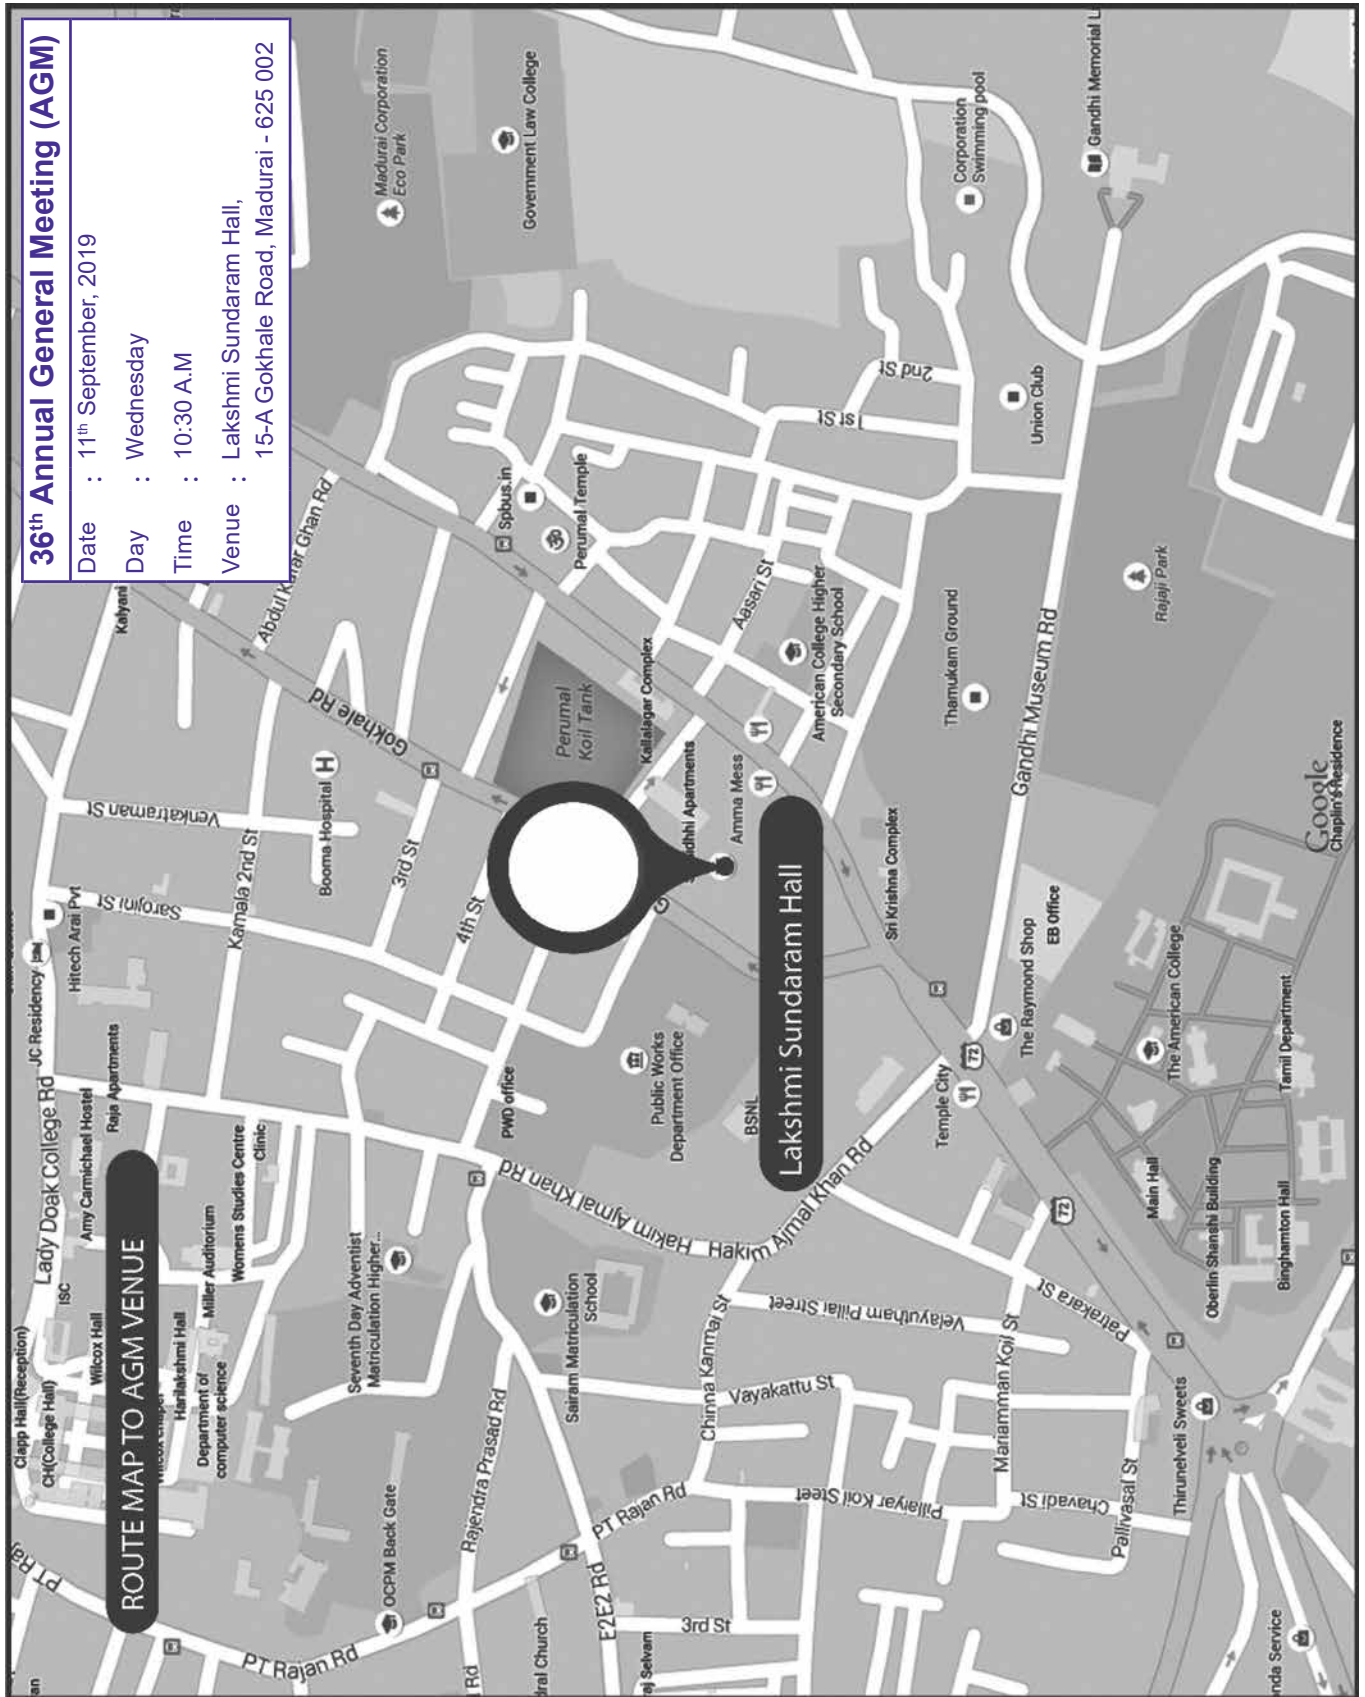 36th Annual General Meeting (AGM)
Date : 11th September, 2019
Day : Wednesday
Time : 10:30 A.M
Venue : Lakshmi Sundaram Hall,
15-A Gokhale Road, Madurai - 625 002
ROUTE MAP TO AGM VENUE
Lakshmi Sundaram Hall
Clapp Hall(Reception)
CH(College Hall)
ISC
Wilcox Hall
Harilakshmi Hall
Department of
computer science
Miller Auditorium
Womens Studies Centre
Clinic
Lady Doak College Rd
Amy Carmichael Hostel
Raja Apartments
JC Residency
Hitech Arai Pvt
Sarojini St
Venkatraman St
Kamala 2nd St
Booma Hospital
Gokhale Rd
Kalyani
Abdul Kafar Ghan Rd
Madurai Corporation
Eco Park
Government Law College
3rd St
4th St
Perumal
Koil Tank
Spbus.in
Perumal Temple
Kallalagar Complex
Aasari St
American College Higher
Secondary School
Amma Mess
Sri Krishna Complex
Thamukam Ground
Gandhi Museum Rd
1st St
2nd St
Union Club
Corporation
Swimming pool
Gandhi Memorial
Rajaji Park
Google
Chaplin's Residence
EB Office
The Raymond Shop
72
Temple City
The American College
Tamil Department
Main Hall
Oberlin Shanshi Building
Binghamton Hall
72
PWD office
Public Works
Department Office
BSNL
Hakim Ajmal Khan Rd
Hakim Ajmal Khan Rd
Seventh Day Adventist
Matriculation Higher...
Sairam Matriculation
School
Chinna Kanmai St
Velayutham Pillai Street
Vayakattu St
Mariamman Koil St
Patrakara St
Pillaiyar Koil Steet
Chavadi St
Pallivasal St
Thirunelveli Sweets
Rajendra Prasad Rd
PT Rajan Rd
PT Rajan Rd
OCPM Back Gate
E2E2 Rd
3rd St